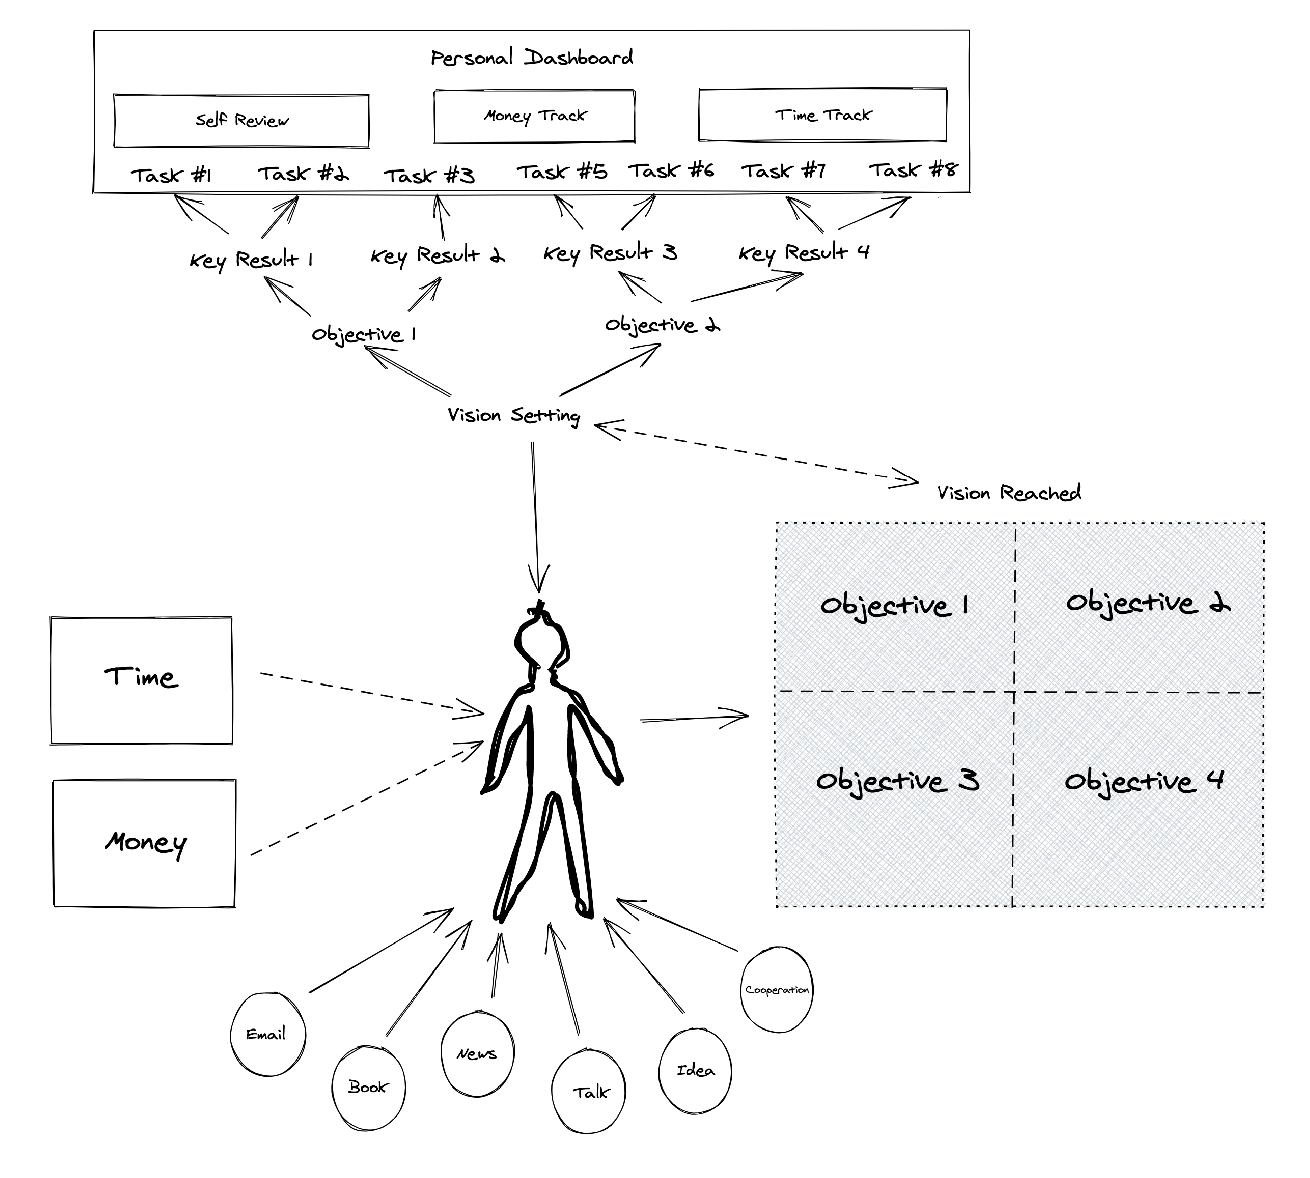 Personal Dashboard
Self Review
Money Track
Time Track
Task #1
Task #2
Task #3
Task #5
Task #6
Task #7
Task #8
Key Result 1
Key Result 2
Key Result 3
Key Result 4
Objective 1
Objective 2
Vision Setting
Vision Reached
Objective 1
Objective 2
Time
Objective 3
Objective 4
Money
Cooperation
Email
News
Idea
Book
Talk